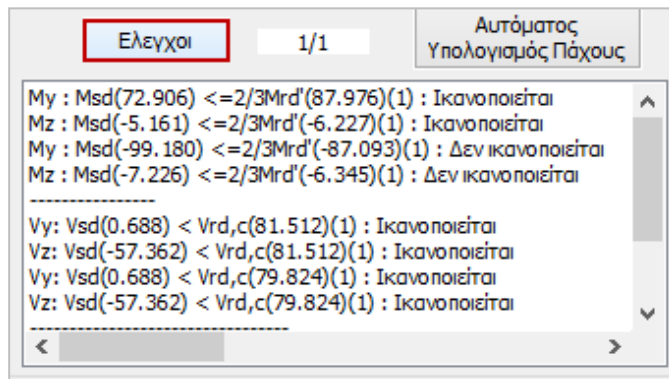 Ελεγχοι
1/1
Αυτόματος
Υπολογισμός Πάχους
My : Msd(72.906) <=2/3Mrd'(87.976)(1) : Ικανοποιείται
Mz : Msd(-5.161) <=2/3Mrd'(-6.227)(1) : Ικανοποιείται
My : Msd(-99.180) <=2/3Mrd'(-87.093)(1) : Δεν ικανοποιείται
Mz : Msd(-7.226) <=2/3Mrd'(-6.345)(1) : Δεν ικανοποιείται
----------------
Vy: Vsd(0.688) < Vrd,c(81.512)(1) : Ικανοποιείται
Vz: Vsd(-57.362) < Vrd,c(81.512)(1) : Ικανοποιείται
Vy: Vsd(0.688) < Vrd,c(79.824)(1) : Ικανοποιείται
Vz: Vsd(-57.362) < Vrd,c(79.824)(1) : Ικανοποιείται
---------------------------------